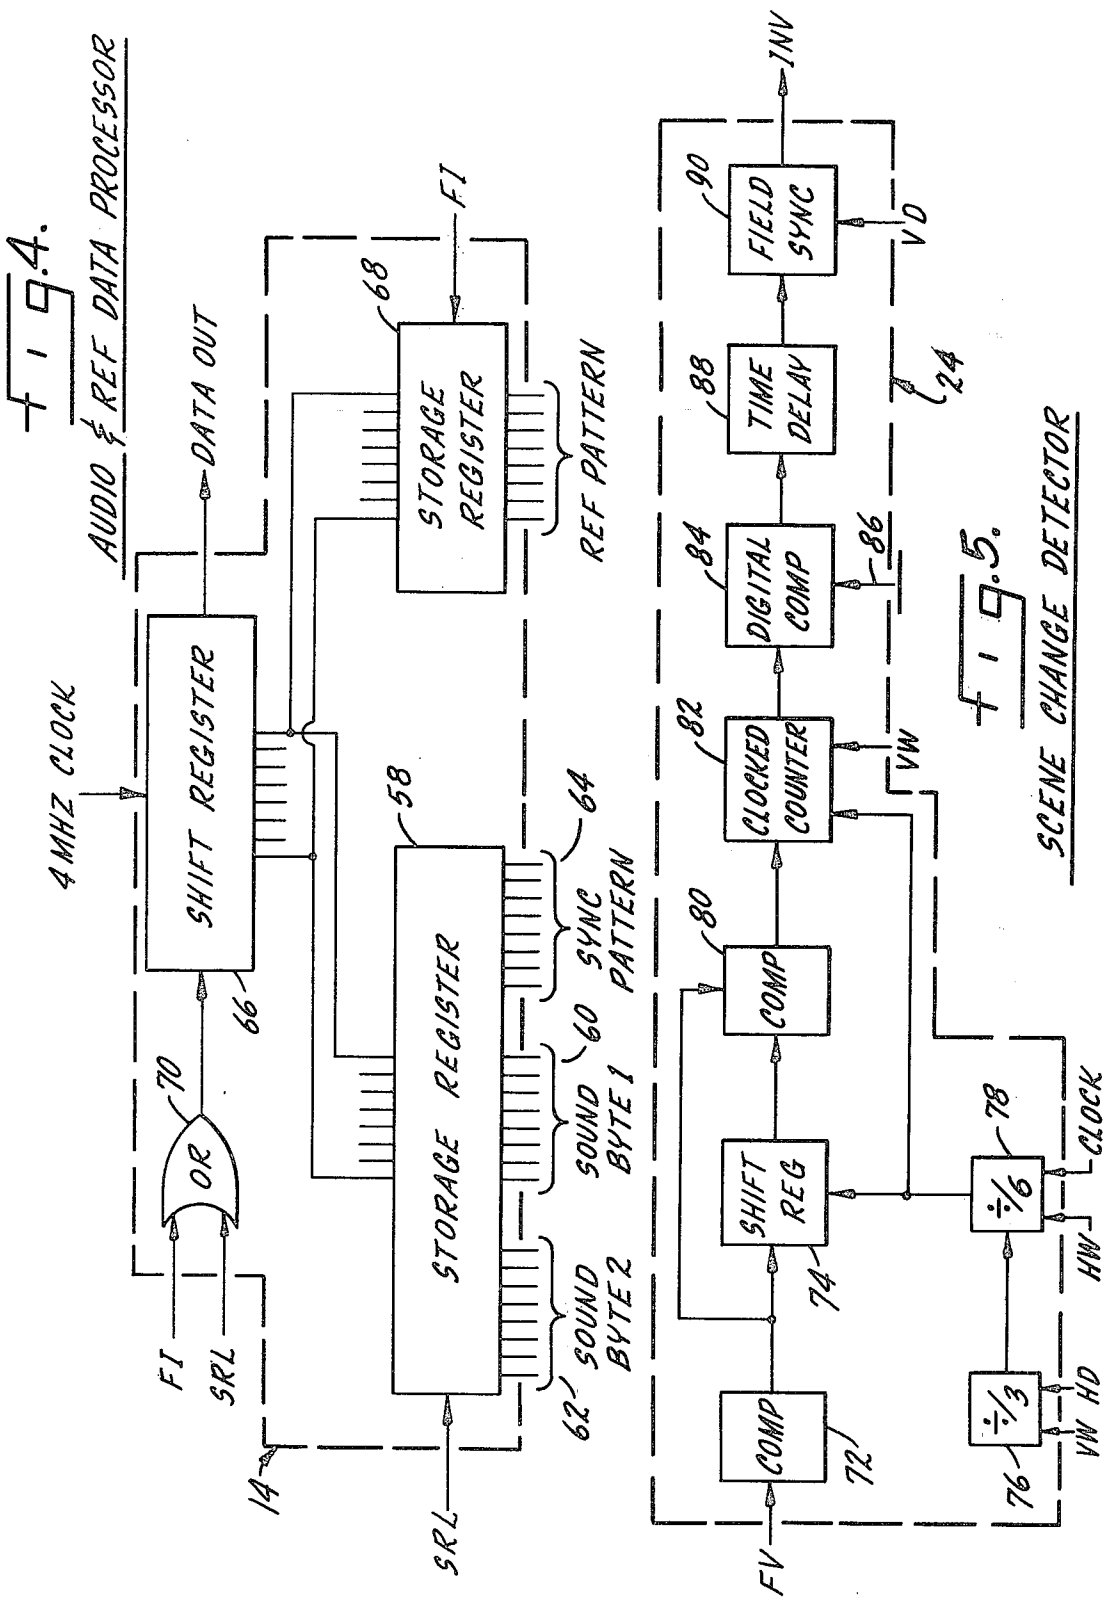 Fig.4.
AUDIO & REF DATA PROCESSOR
4 MHZ CLOCK
FI
SRL
OR
70
66
SHIFT REGISTER
DATA OUT
14
SRL
STORAGE REGISTER
58
62
SOUND
BYTE 2
60
SOUND
BYTE 1
64
SYNC
PATTERN
STORAGE
REGISTER
68
FI
REF PATTERN
FV
COMP
72
SHIFT
REG
74
COMP
80
CLOCKED
COUNTER
82
VW
DIGITAL
COMP
84
86
TIME
DELAY
88
FIELD
SYNC
90
VD
INV
24
÷/3
76
VW HD
÷/6
78
HW
CLOCK
Fig.5.
SCENE CHANGE DETECTOR